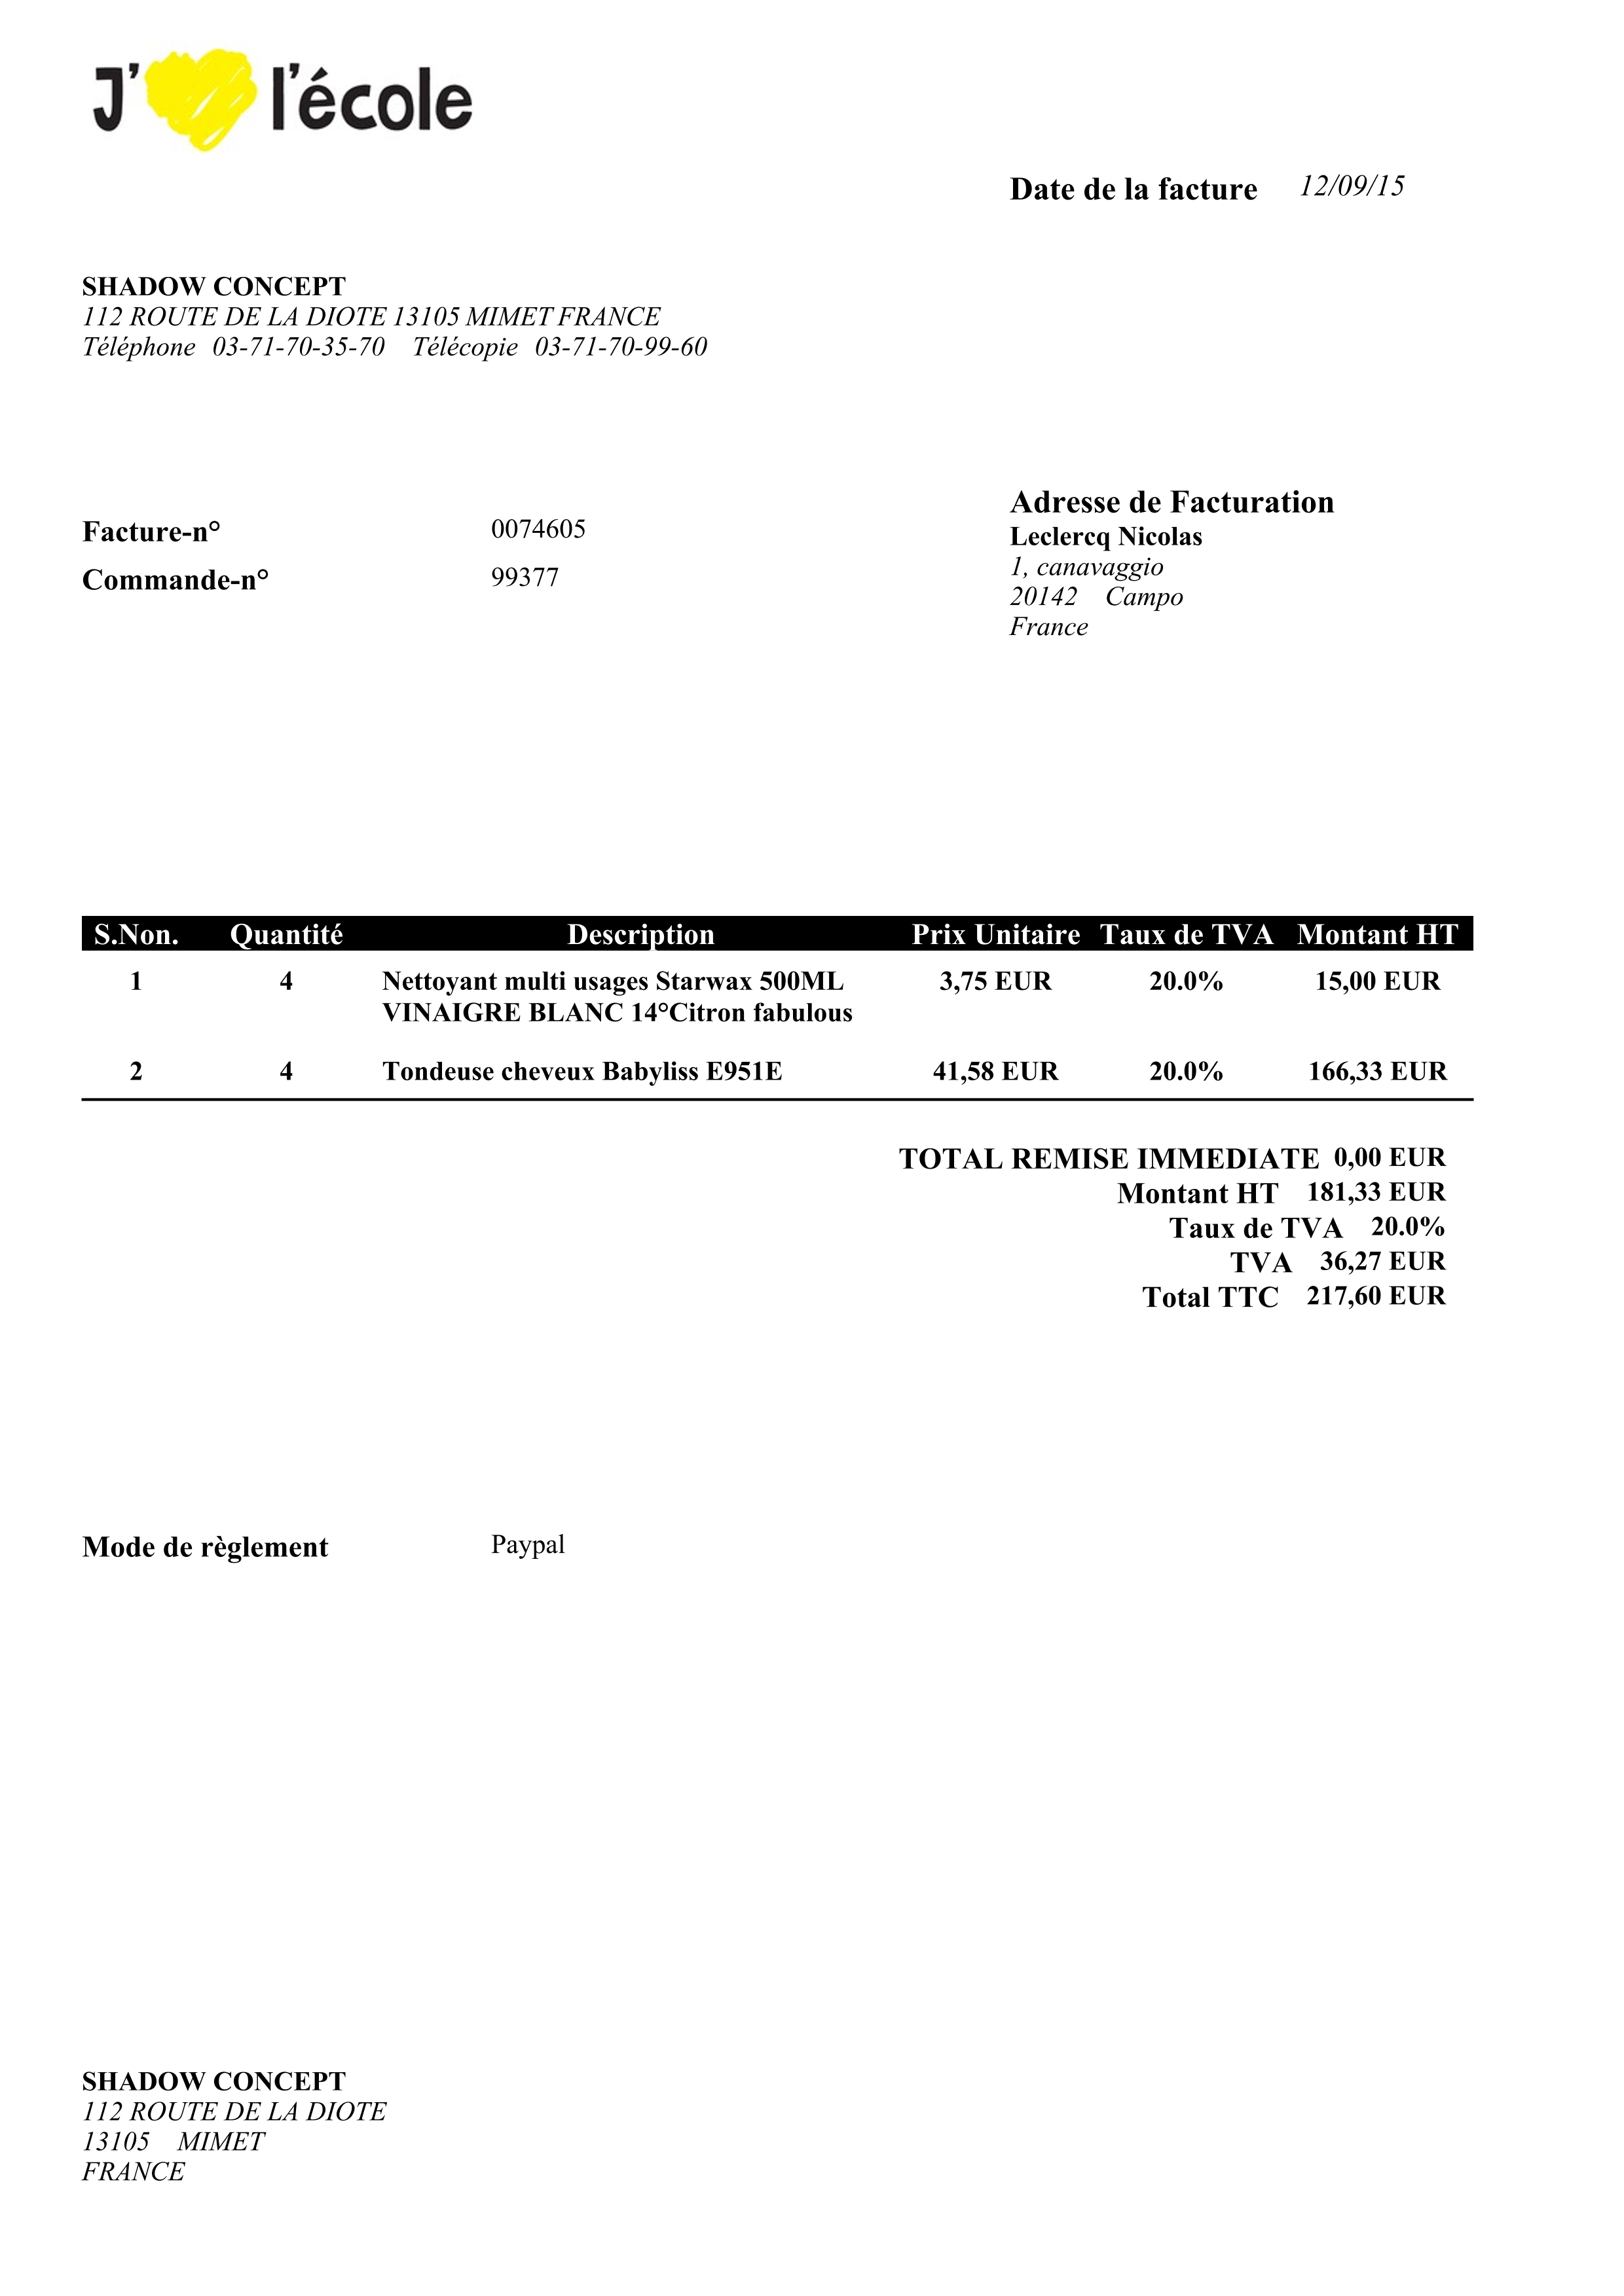 J' l'école
Date de la facture 12/09/15
SHADOW CONCEPT
112 ROUTE DE LA DIOTE 13105 MIMET FRANCE
Téléphone 03-71-70-35-70 Télécopie 03-71-70-99-60
Adresse de Facturation
Facture-n° 0074605
Leclercq Nicolas
1, canavaggio
Commande-n° 99377
20142 Campo
France
S.Non. Quantité Description Prix Unitaire Taux de TVA Montant HT
1 4 Nettoyant multi usages Starwax 500ML 3,75 EUR 20.0% 15,00 EUR
VINAIGRE BLANC 14°Citron fabulous
2 4 Tondeuse cheveux Babyliss E951E 41,58 EUR 20.0% 166,33 EUR
TOTAL REMISE IMMEDIATE 0,00 EUR
Montant HT 181,33 EUR
Taux de TVA 20.0%
TVA 36,27 EUR
Total TTC 217,60 EUR
Mode de règlement Paypal
SHADOW CONCEPT
112 ROUTE DE LA DIOTE
13105 MIMET
FRANCE